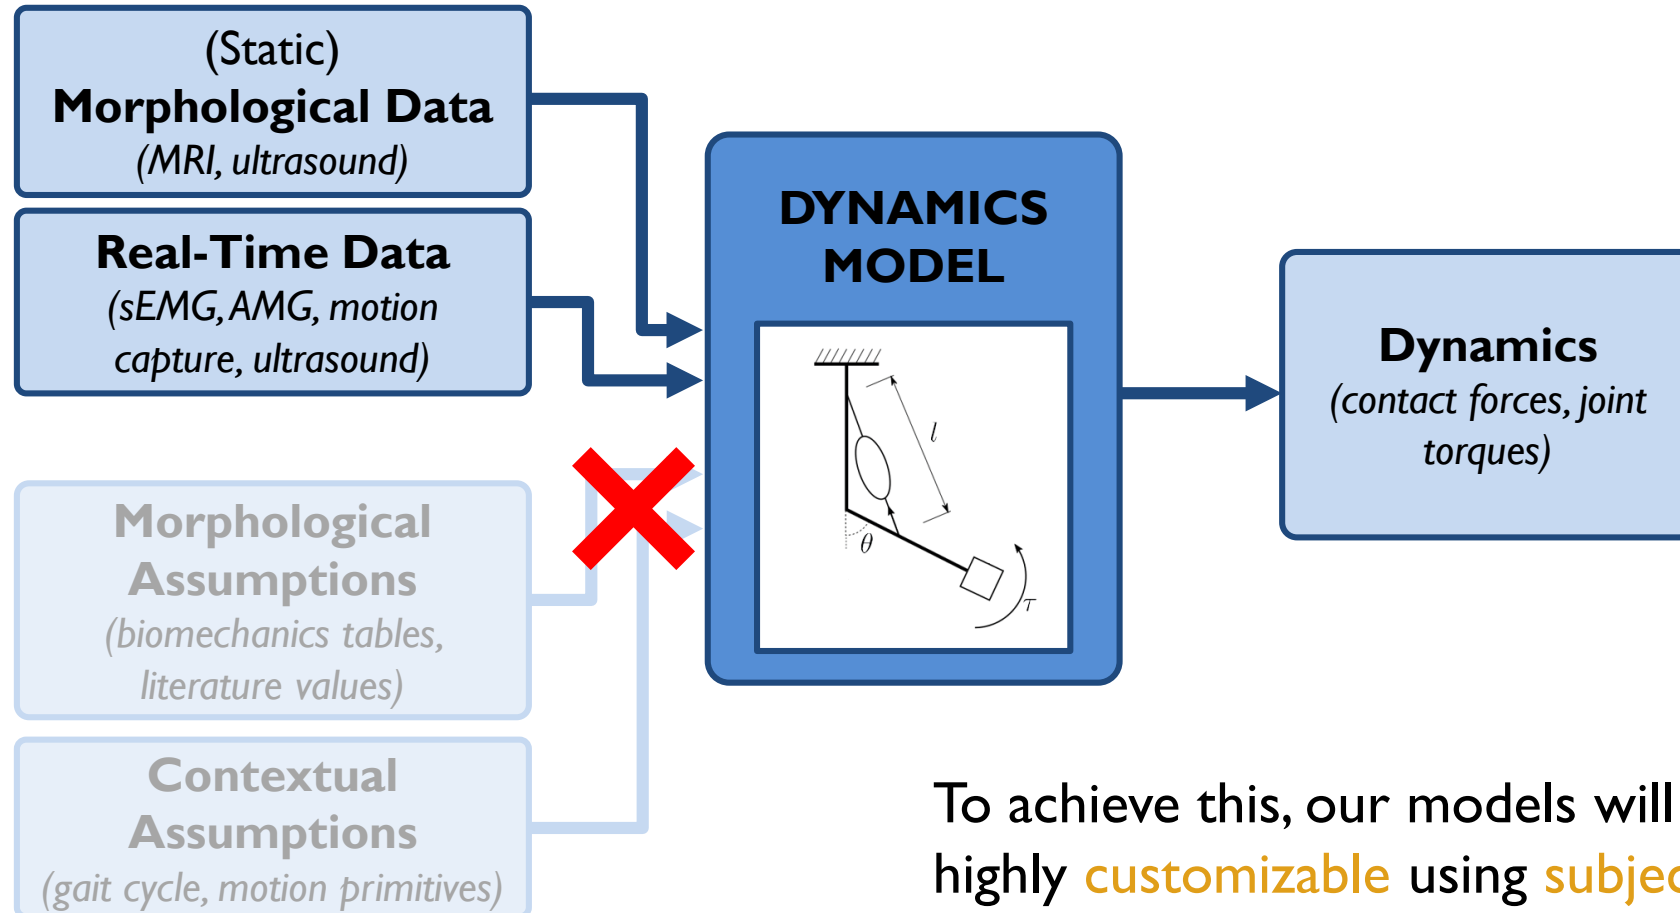 (Static)
Morphological Data
(MRI, ultrasound)
Real-Time Data
(sEMG, AMG, motion
capture, ultrasound)
Morphological
Assumptions
(biomechanics tables,
literature values)
Contextual
Assumptions
(gait cycle, motion primitives)
DYNAMICS
MODEL
l
θ
τ
Dynamics
(contact forces, joint
torques)
To achieve this, our models will
highly customizable using subjec